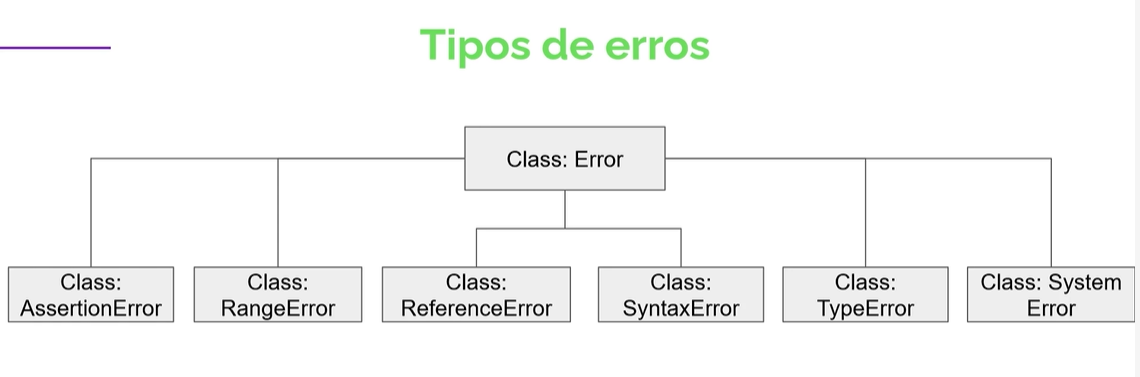 Tipos de erros
Class: Error
Class:
AssertionError
Class:
RangeError
Class:
ReferenceError
Class:
SyntaxError
Class:
TypeError
Class: System
Error